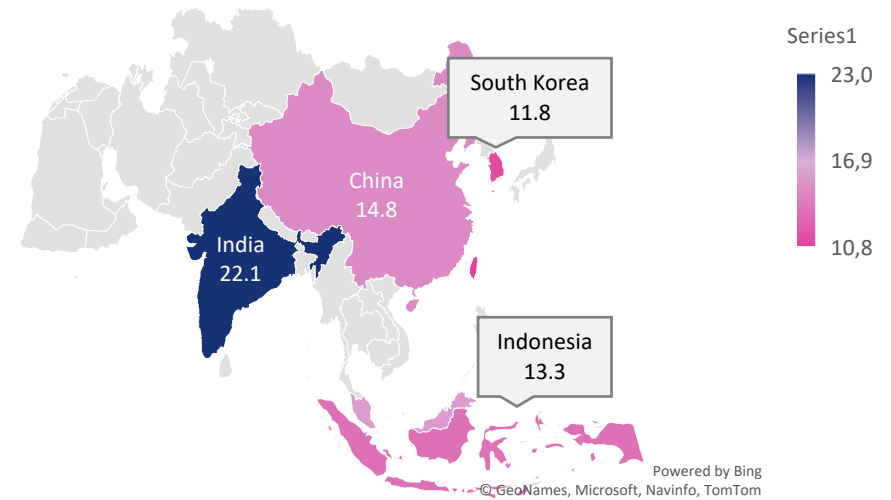 Series1
23,0
16,9
10,8
South Korea
11.8
China
14.8
India
22.1
Indonesia
13.3
Powered by Bing
© GeoNames, Microsoft, Navinfo, TomTom